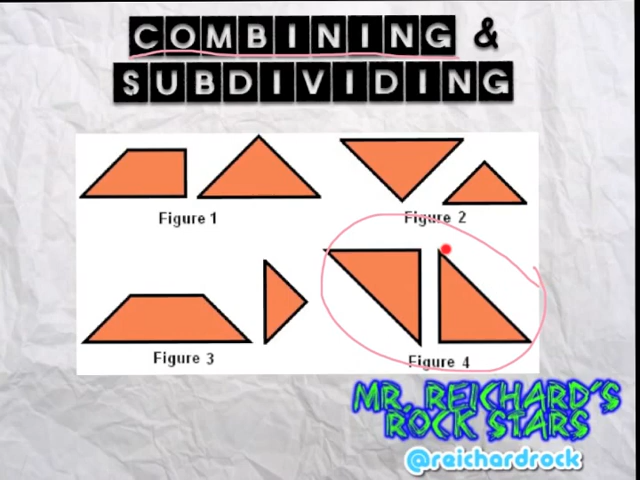 COMBINING &
SUBDIVIDING
Figure 1
Figure 2
Figure 3
Figure 4
MR. REICHARD'S
ROCK STARS
@reichardrock